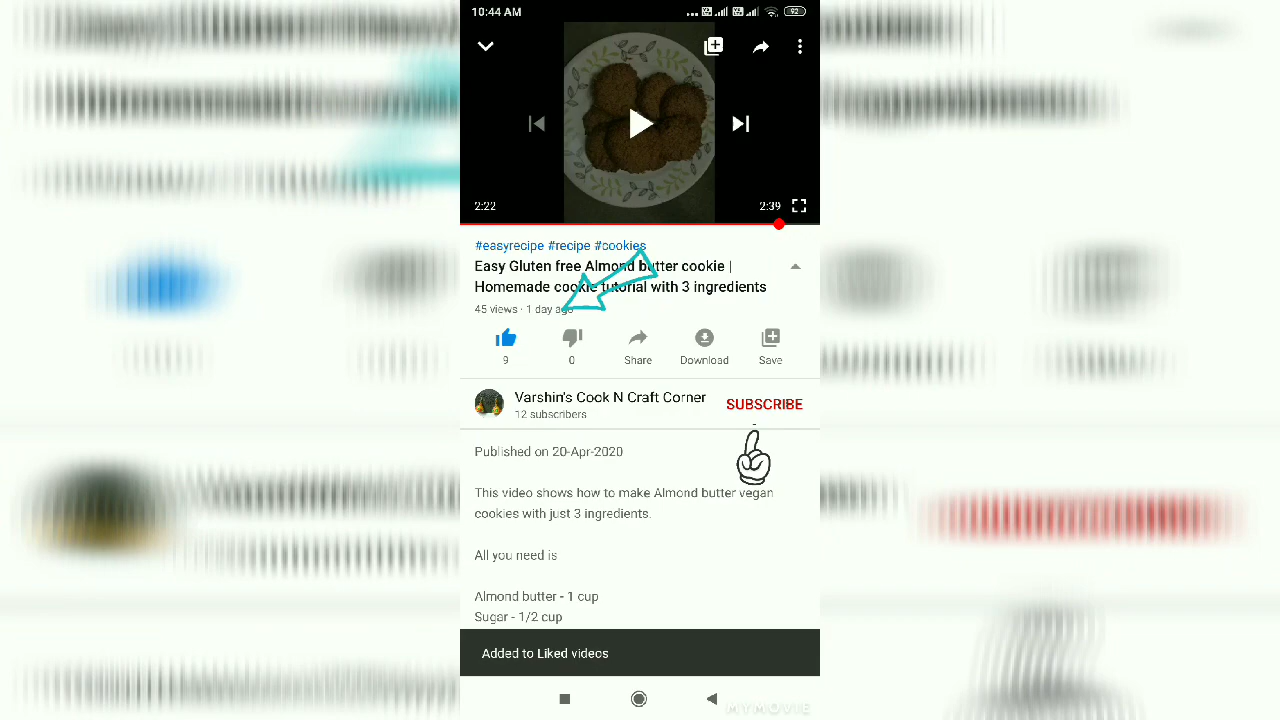 10:44 AM
92
2:22
2:39
#easyrecipe #recipe #cookies
Easy Gluten free Almond butter cookie |
Homemade cookie tutorial with 3 ingredients
45 views · 1 day ago
9
0
Share
Download
Save
Varshin's Cook N Craft Corner
12 subscribers
SUBSCRIBE
Published on 20-Apr-2020
This video shows how to make Almond butter vegan
cookies with just 3 ingredients.
All you need is
Almond butter - 1 cup
Sugar - 1/2 cup
Added to Liked videos
MYMOVIE